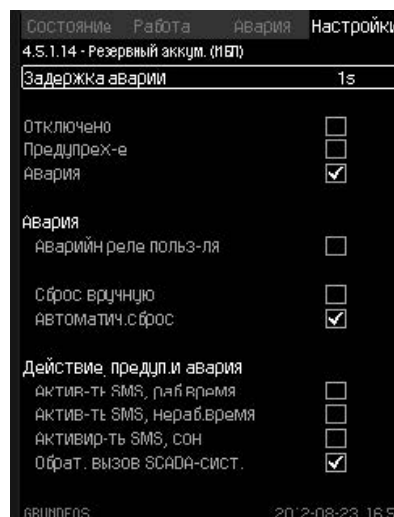 Состояние Работа Авария Настройки
4.5.1.14 - Резервный аккум. (ИБП)
Задержка аварии 1s
Отключено
Предупреж-е
Авария
Авария
Аварийн реле польз-ля
Сброс вручную
Автоматич.сброс
Действие, предуп.и авария
Актив-ть SMS, раб.время
Актив-ть SMS, нераб.время
Активир-ть SMS, сон
Обрат. вызов SCADA-сист.
GRUNDFOS 2012-08-23